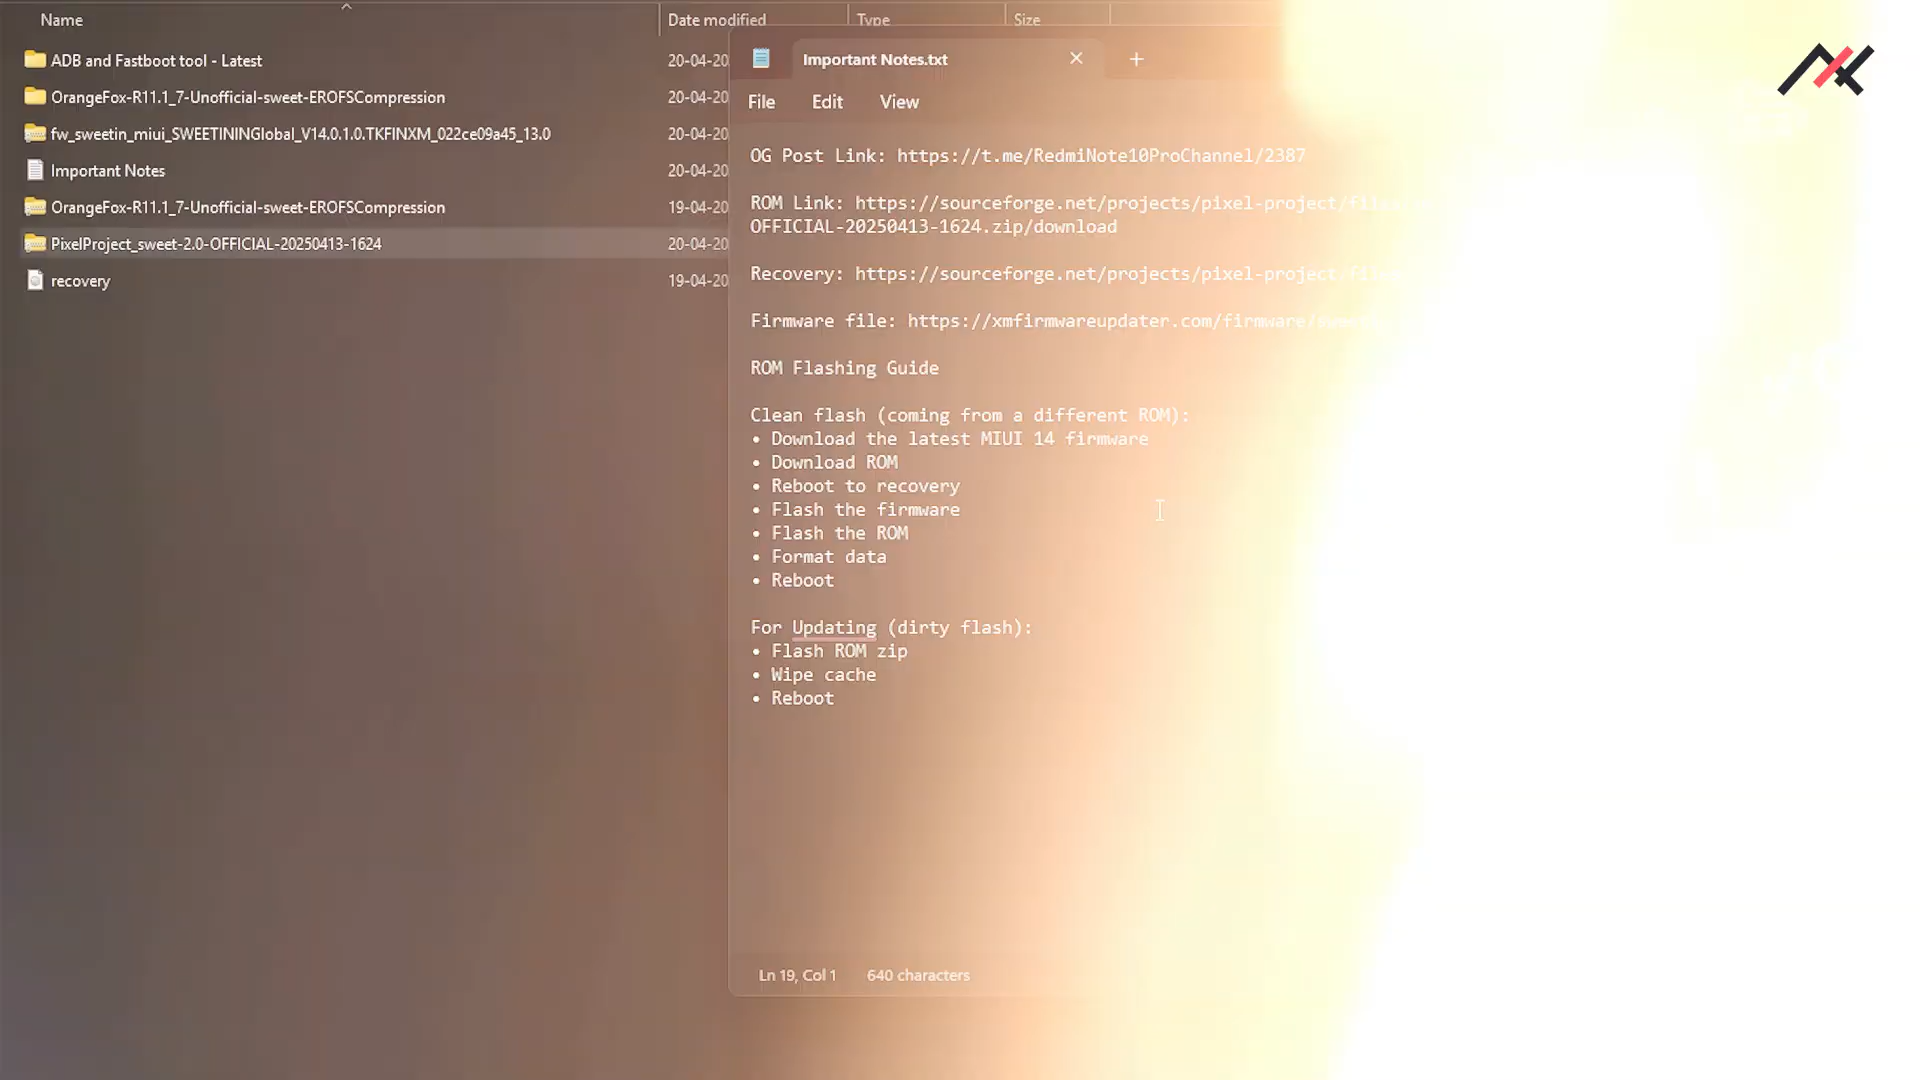 Name
Date modified
Type
Size
ADB and Fastboot tool - Latest
20-04-20
OrangeFox-R11.1_7-Unofficial-sweet-EROFSCompression
20-04-20
fw_sweetin_miui_SWEETININGlobal_V14.0.1.0.TKFINXM_022ce09a45_13.0
20-04-20
Important Notes
20-04-20
OrangeFox-R11.1_7-Unofficial-sweet-EROFSCompression
19-04-20
PixelProject_sweet-2.0-OFFICIAL-20250413-1624
20-04-20
recovery
19-04-20
Important Notes.txt
File Edit View
OG Post Link: https://t.me/RedmiNote10ProChannel/2387
ROM Link: https://sourceforge.net/projects/pixel-project/
OFFICIAL-20250413-1624.zip/download
Recovery: https://sourceforge.net/projects/pixel-project/
Firmware file: https://xmfirmwareupdater.com/firmware/
ROM Flashing Guide
Clean flash (coming from a different ROM):
• Download the latest MIUI 14 firmware
• Download ROM
• Reboot to recovery
• Flash the firmware
• Flash the ROM
• Format data
• Reboot
For Updating (dirty flash):
• Flash ROM zip
• Wipe cache
• Reboot
Ln 19, Col 1
640 characters